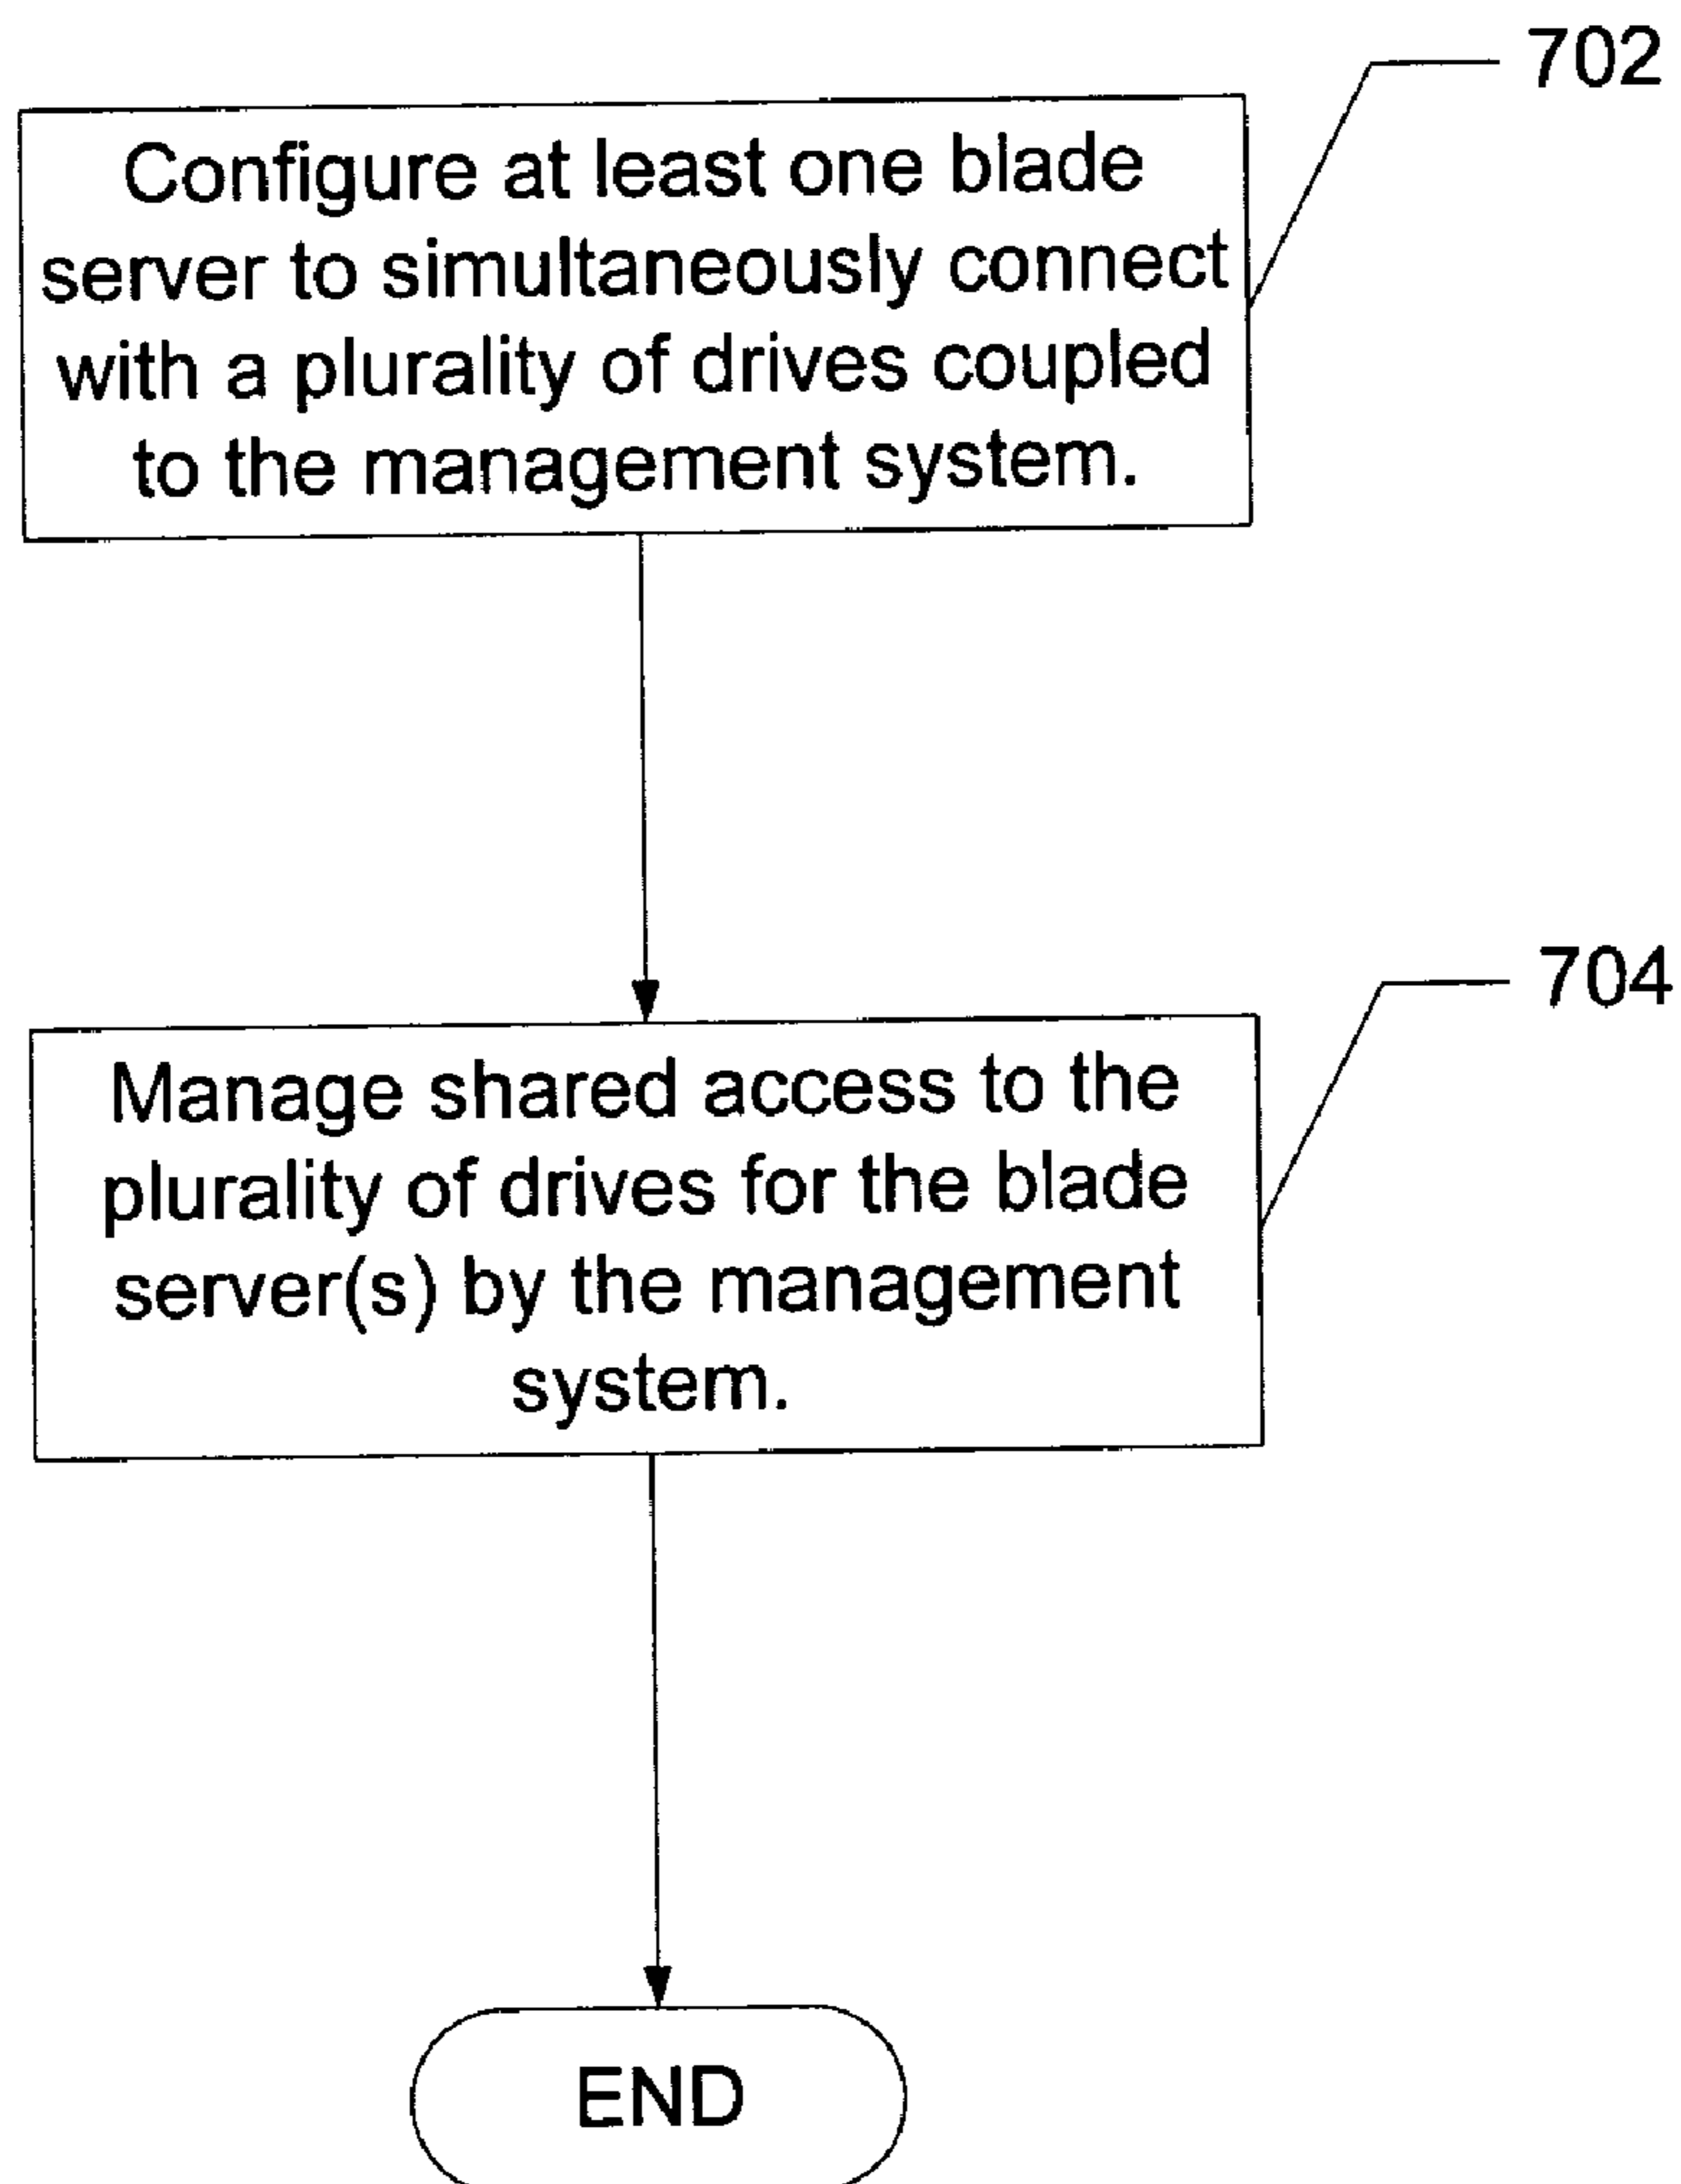 702
Configure at least one blade
server to simultaneously connect
with a plurality of drives coupled
to the management system.
704
Manage shared access to the
plurality of drives for the blade
server(s) by the management
system.
END